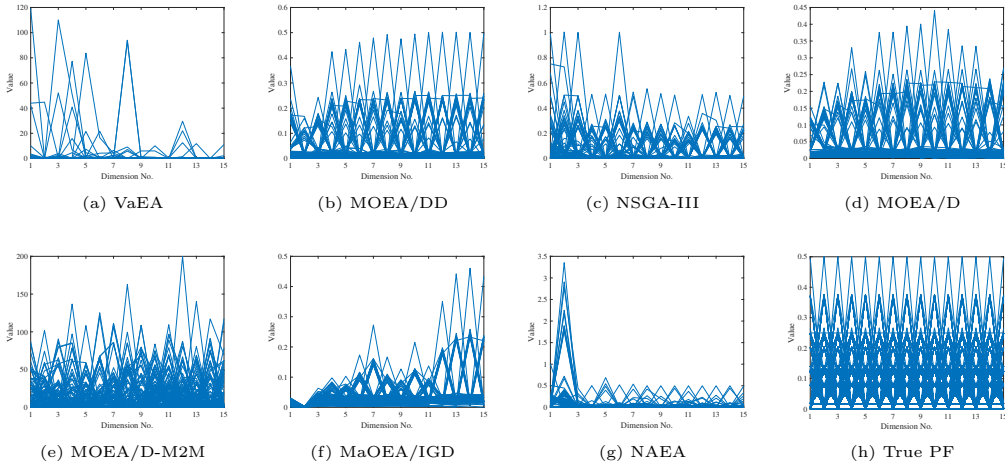 120
100
80
60
40
20
0
Value
1 3 5 7 9 11 13 15
Dimension No.
(a) VaEA
0.6
0.5
0.4
0.3
0.2
0.1
0
Value
1 3 5 7 9 11 13 15
Dimension No.
(b) MOEA/DD
1.2
1
0.8
0.6
0.4
0.2
0
Value
1 3 5 7 9 11 13 15
Dimension No.
(c) NSGA-III
0.45
0.4
0.35
0.3
0.25
0.2
0.15
0.1
0.05
0
Value
1 3 5 7 9 11 13 15
Dimension No.
(d) MOEA/D
200
150
100
50
0
Value
1 3 5 7 9 11 13 15
Dimension No.
(e) MOEA/D-M2M
0.5
0.4
0.3
0.2
0.1
0
Value
1 3 5 7 9 11 13 15
Dimension No.
(f) MaOEA/IGD
3.5
3
2.5
2
1.5
1
0.5
0
Value
1 3 5 7 9 11 13 15
Dimension No.
(g) NAEA
0.5
0.4
0.3
0.2
0.1
0
Value
1 3 5 7 9 11 13 15
Dimension No.
(h) True PF